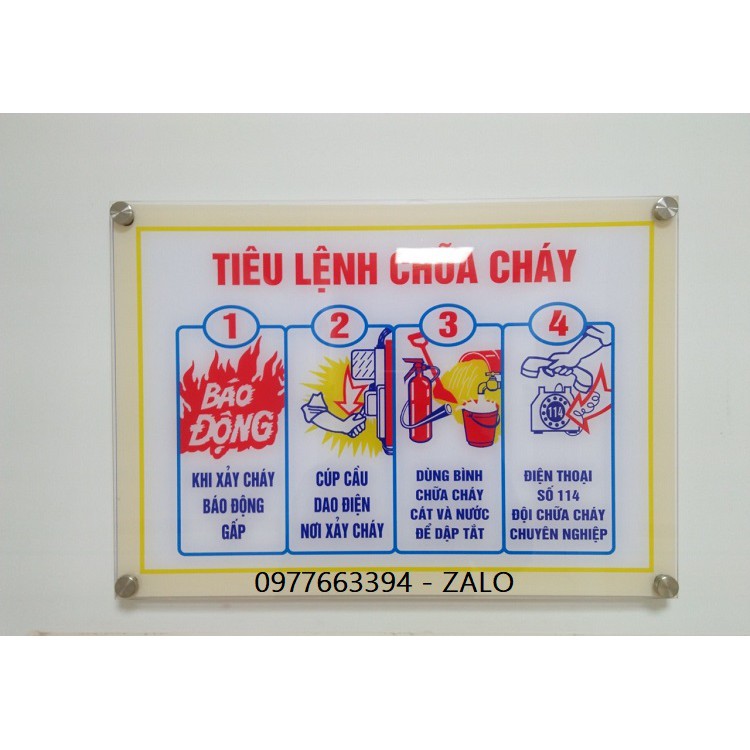 TIÊU LỆNH CHỮA CHÁY
1
BÁO
ĐỘNG
KHI XẢY CHÁY
BÁO ĐỘNG
GẤP
2
CÚP CẦU
DAO ĐIỆN
NƠI XẢY CHÁY
3
DÙNG BÌNH
CHỮA CHÁY
CÁT VÀ NƯỚC
ĐỂ DẬP TẮT
4
114
ĐIỆN THOẠI
SỐ 114
ĐỘI CHỮA CHÁY
CHUYÊN NGHIỆP
0977663394 - ZALO